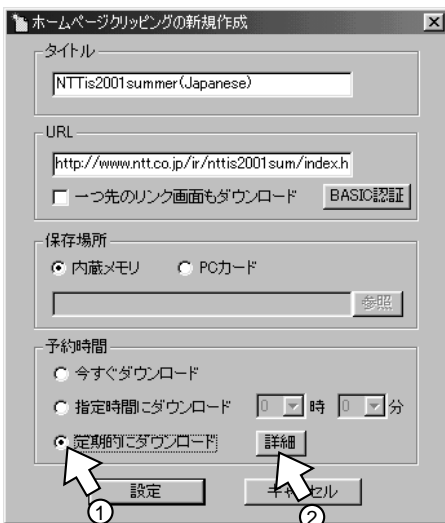 ホームページクリッピングの新規作成
タイトル
NTTis2001summer(Japanese)
URL
http://www.ntt.co.jp/ir/nttis2001sum/index.h
一つ先のリンク画面もダウンロード BASIC認証
保存場所
内蔵メモリ PCカード
参照
予約時間
今すぐダウンロード
指定時間にダウンロード 0 時 0 分
定期的にダウンロード 詳細
設定 キャンセル
① ②